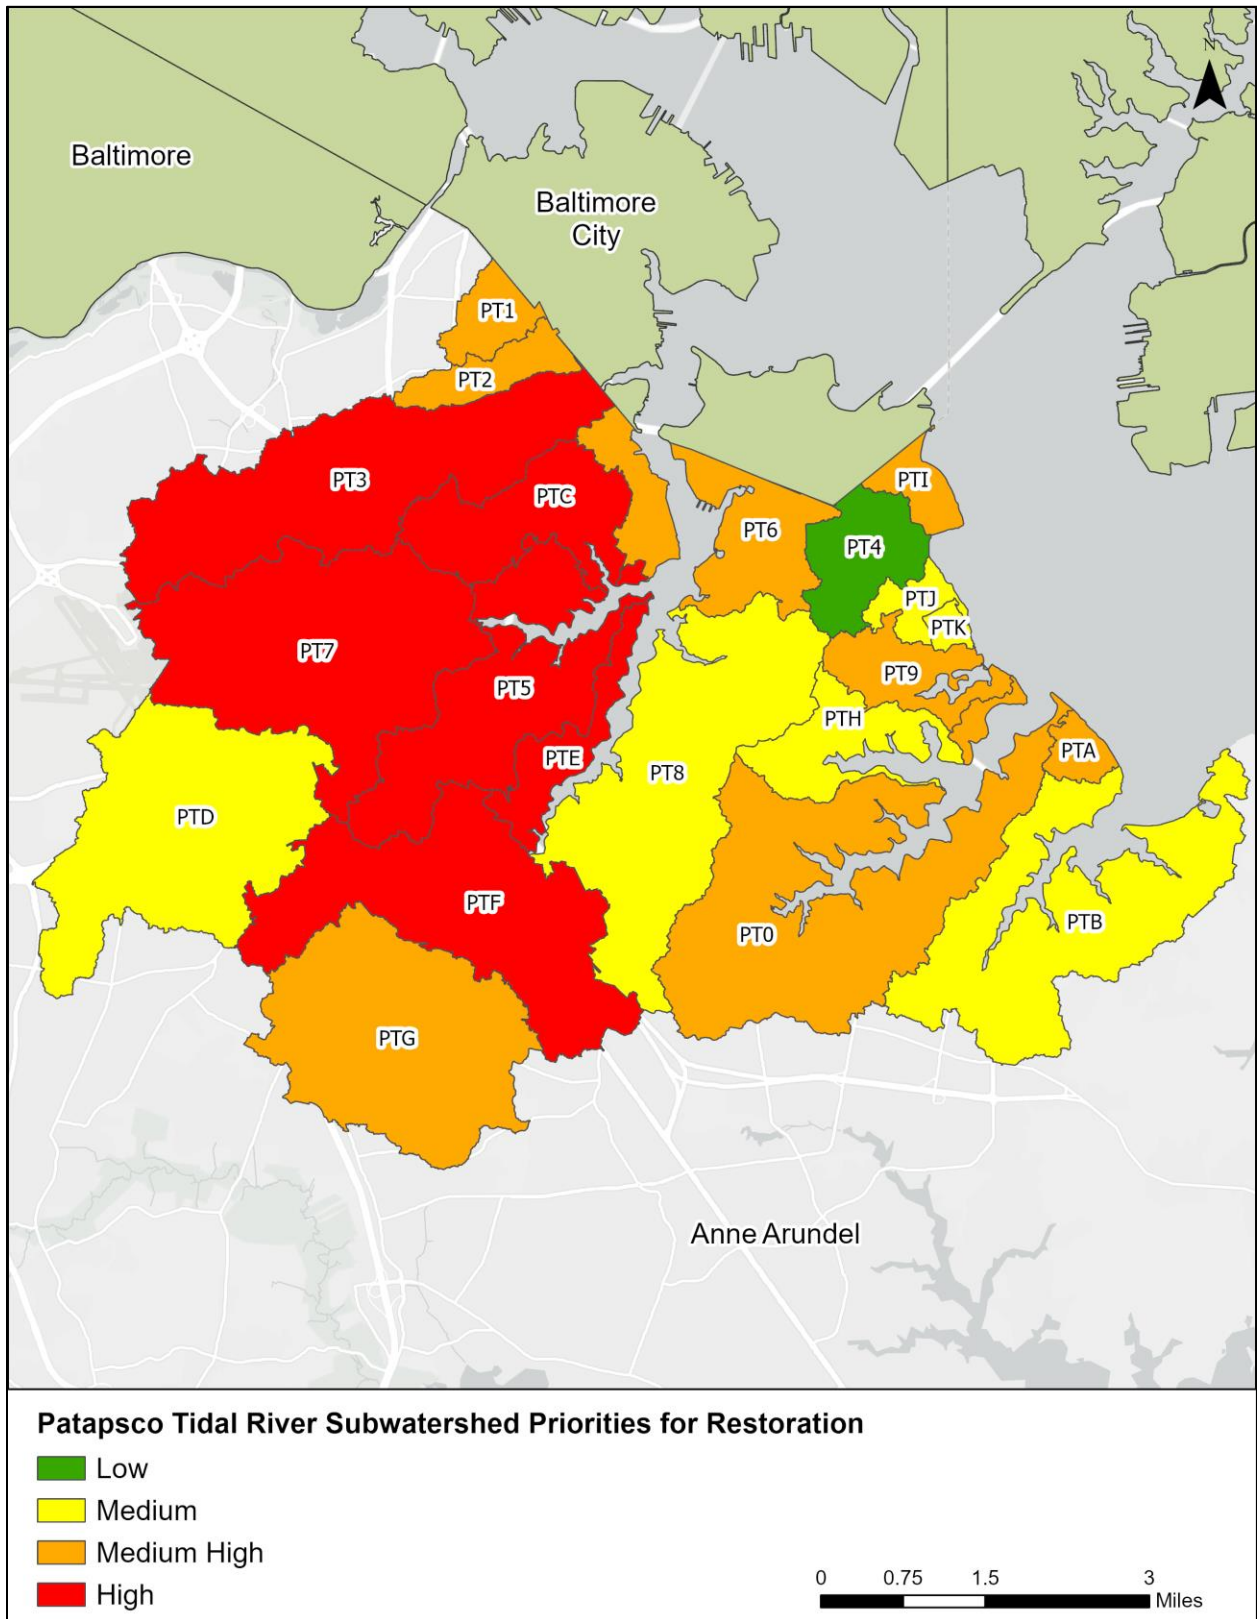 N
Baltimore
Baltimore
City
PT1
PT2
PT3
PTC
PTI
PT6
PT4
PTJ
PTK
PT7
PT5
PT9
PTH
PTE
PTA
PT8
PTD
PTF
PTB
PT0
PTG
Anne Arundel
Patapsco Tidal River Subwatershed Priorities for Restoration
Low
Medium
Medium High
High
0 0.75 1.5 3
Miles